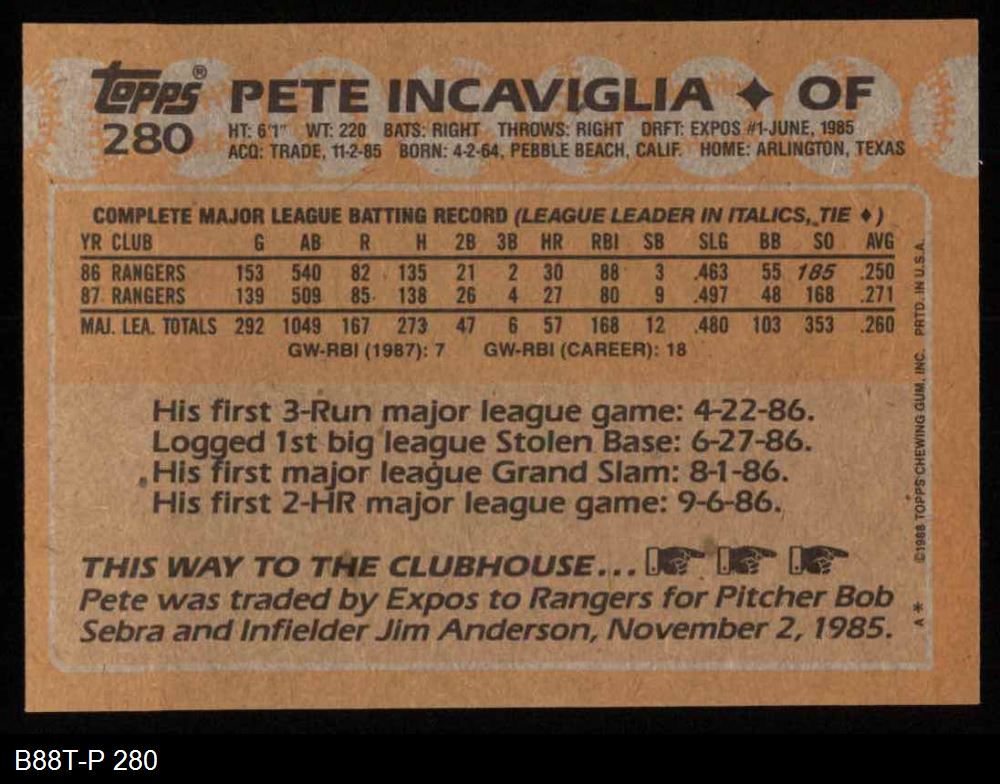 Topps® PETE INCAVIGLIA ✦ OF
280 HT: 6'1" WT: 220 BATS: RIGHT THROWS: RIGHT DRFT: EXPOS #1-JUNE, 1985
ACQ: TRADE, 11-2-85 BORN: 4-2-64, PEBBLE BEACH, CALIF. HOME: ARLINGTON, TEXAS
COMPLETE MAJOR LEAGUE BATTING RECORD (LEAGUE LEADER IN ITALICS, TIE ♦)
YR CLUB G AB R H 2B 3B HR RBI SB SLG BB SO AVG
86 RANGERS 153 540 82 135 21 2 30 88 3 .463 55 185 .250
87 RANGERS 139 509 85 138 26 4 27 80 9 .497 48 168 .271
MAJ. LEA. TOTALS 292 1049 167 273 47 6 57 168 12 .480 103 353 .260
GW-RBI (1987): 7 GW-RBI (CAREER): 18
His first 3-Run major league game: 4-22-86.
Logged 1st big league Stolen Base: 6-27-86.
His first major league Grand Slam: 8-1-86.
His first 2-HR major league game: 9-6-86.
THIS WAY TO THE CLUBHOUSE...
Pete was traded by Expos to Rangers for Pitcher Bob
Sebra and Infielder Jim Anderson, November 2, 1985.
A* ©1988 TOPPS CHEWING GUM, INC. PRTD. IN U.S.A.
B88T-P 280